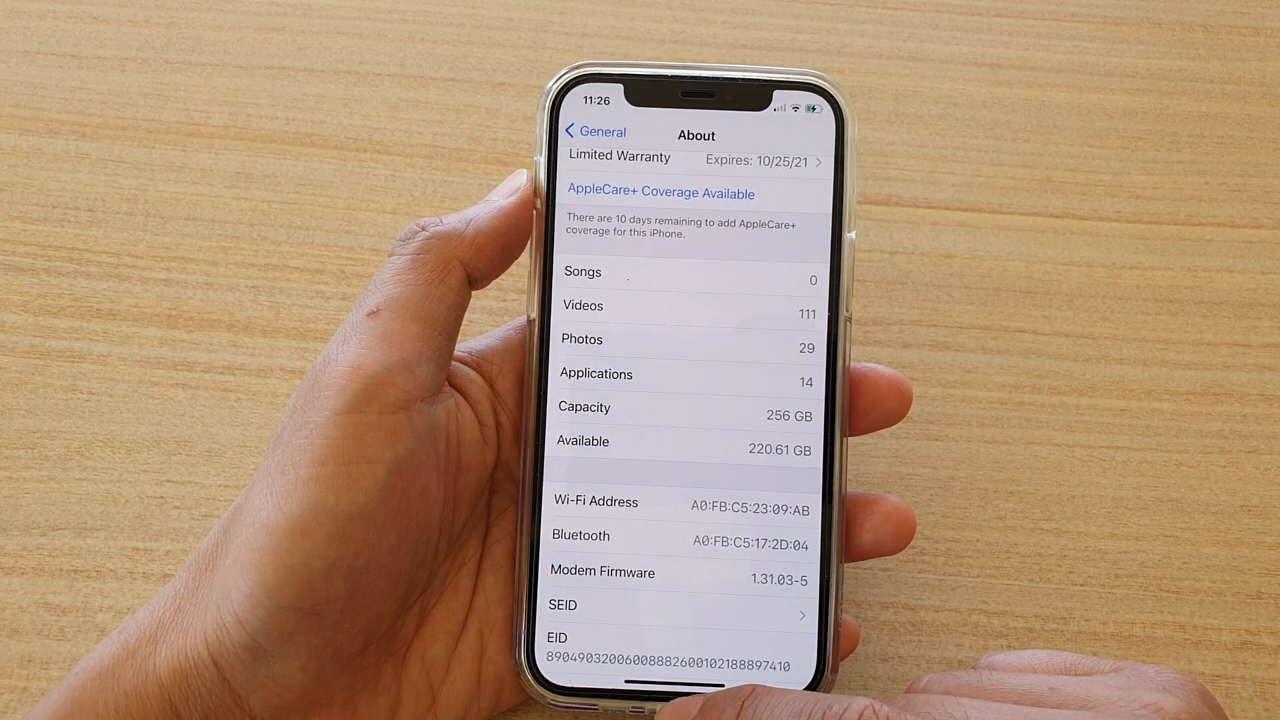 11:26
General
About
Limited Warranty Expires: 10/25/21
AppleCare+ Coverage Available
There are 10 days remaining to add AppleCare+
coverage for this iPhone.
Songs 0
Videos 111
Photos 29
Applications 14
Capacity 256 GB
Available 220.61 GB
Wi-Fi Address A0:FB:C5:23:09:AB
Bluetooth A0:FB:C5:17:2D:04
Modem Firmware 1.31.03-5
SEID
EID
89049032006008882600102188897410